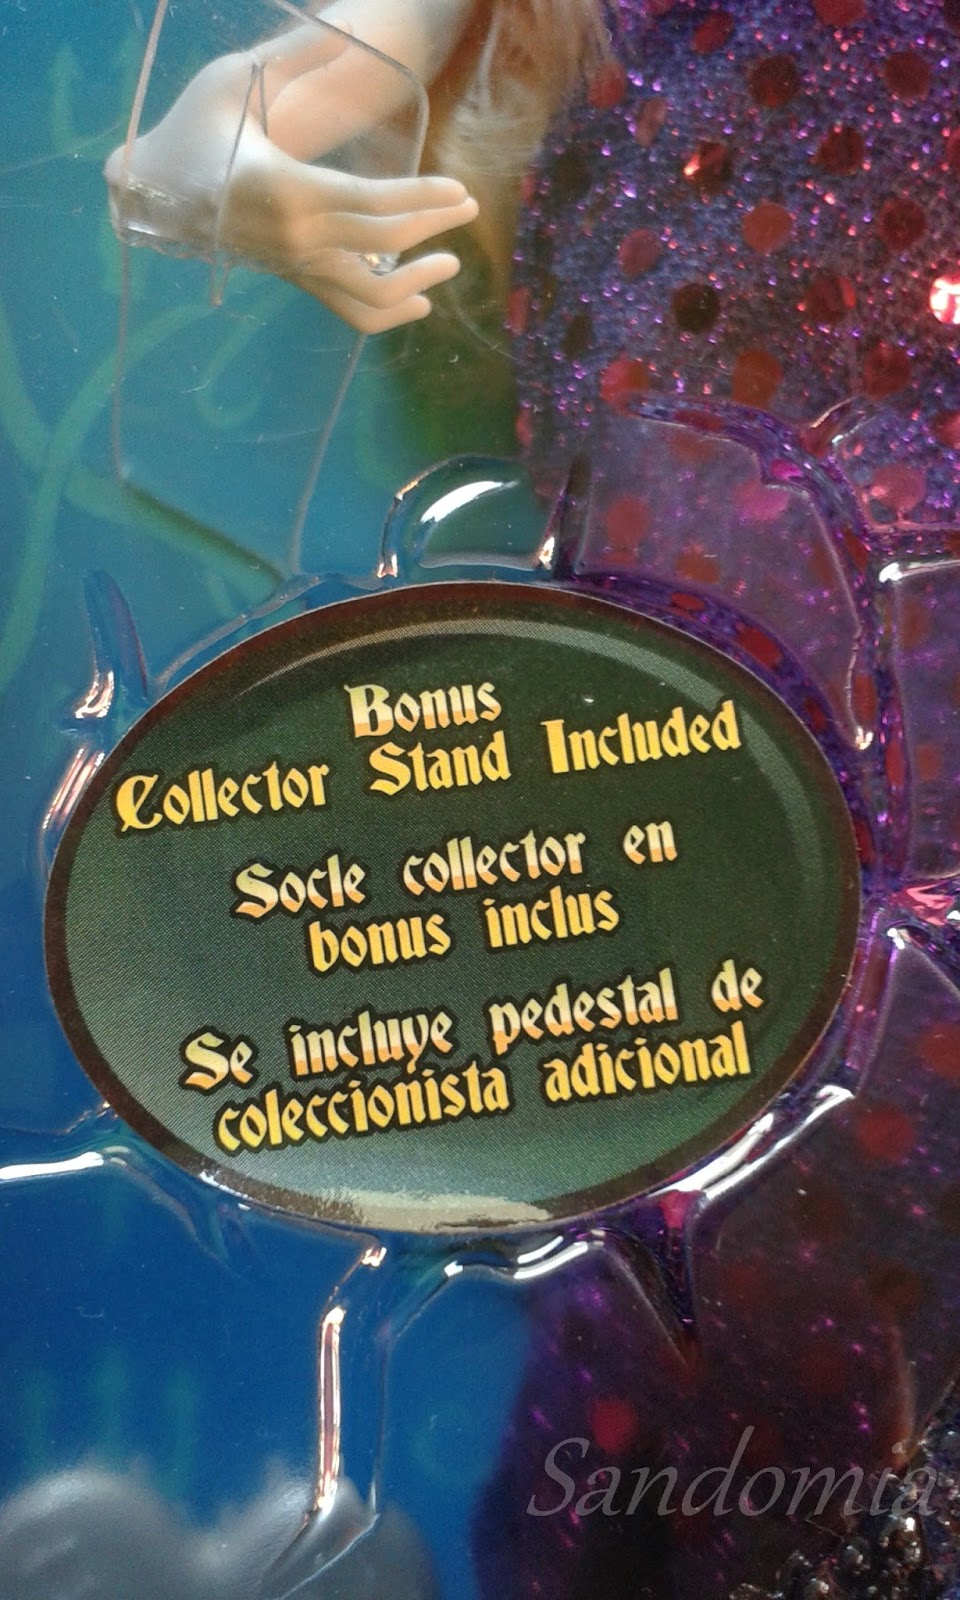 Bonus
Collector Stand Included
Socle collector en
bonus inclus
Se incluye pedestal de
coleccionista adicional
Sandomia